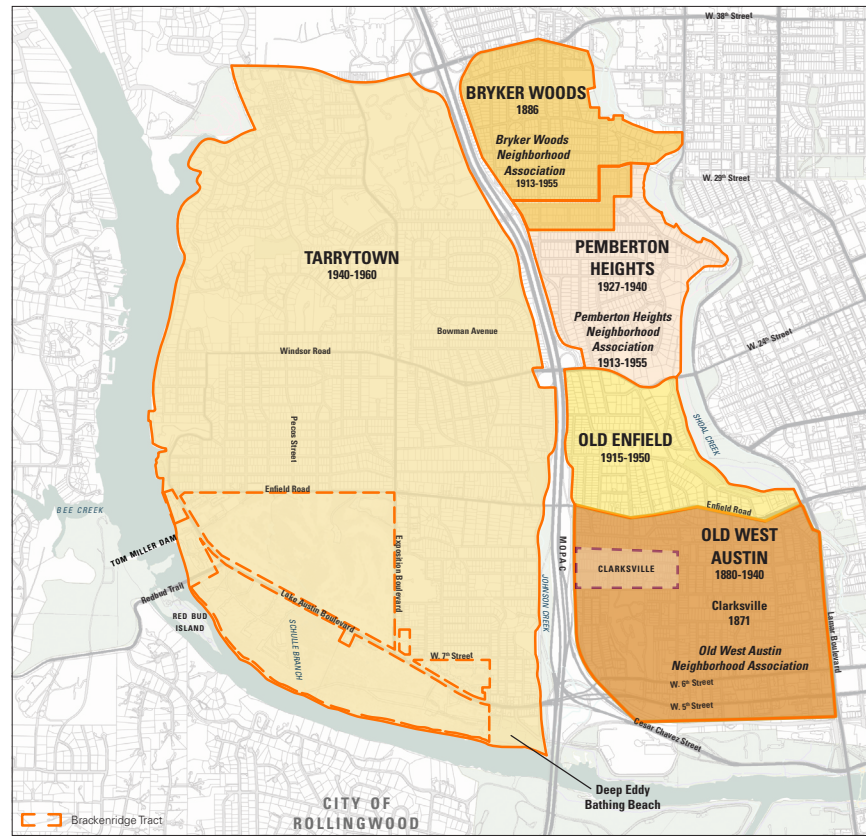 W. 38th Street
BRYKER WOODS
1886
Bryker Woods
Neighborhood
Association
1913-1955
W. 29th Street
TARRYTOWN
1940-1960
PEMBERTON
HEIGHTS
1927-1940
Pemberton Heights
Neighborhood
Association
1913-1955
Bowman Avenue
Windsor Road
W. 24th Street
SHOAL CREEK
Pecos Street
OLD ENFIELD
1915-1950
Enfield Road
Enfield Road
BEE CREEK
TOM MILLER DAM
Exposition Boulevard
MOPAC
OLD WEST
AUSTIN
1880-1940
CLARKSVILLE
Redbud Trail
RED BUD
ISLAND
Lake Austin Boulevard
JOHNSON CREEK
Clarksville
1871
Lamar Boulevard
SCHULLE BRANCH
W. 7th Street
Old West Austin
Neighborhood Association
W. 6th Street
W. 5th Street
Cesar Chavez Street
Deep Eddy
Bathing Beach
CITY OF
ROLLINGWOOD
Brackenridge Tract